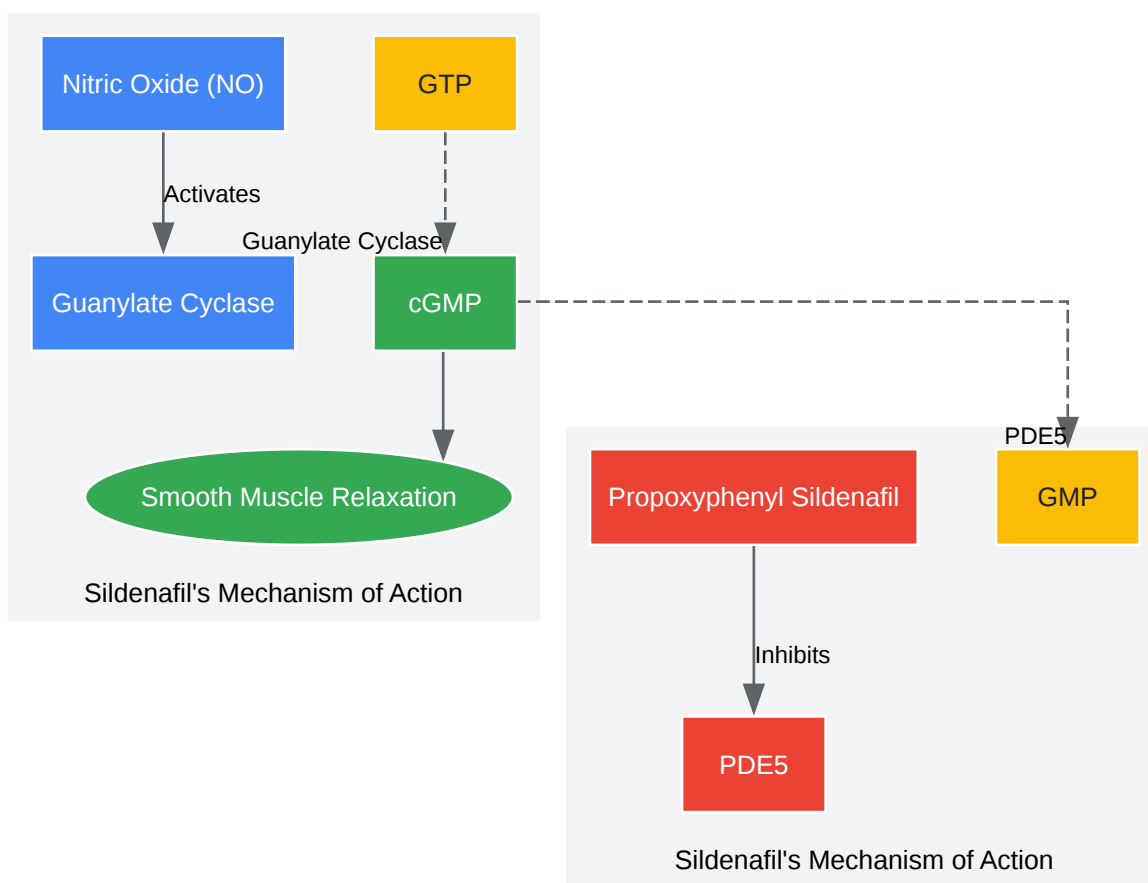 Nitric Oxide (NO)
GTP
Activates
Guanylate Cyclase
Guanylate Cyclase
cGMP
PDE5
Smooth Muscle Relaxation
Propoxyphenyl Sildenafil
GMP
Sildenafil's Mechanism of Action
Inhibits
PDE5
Sildenafil's Mechanism of Action